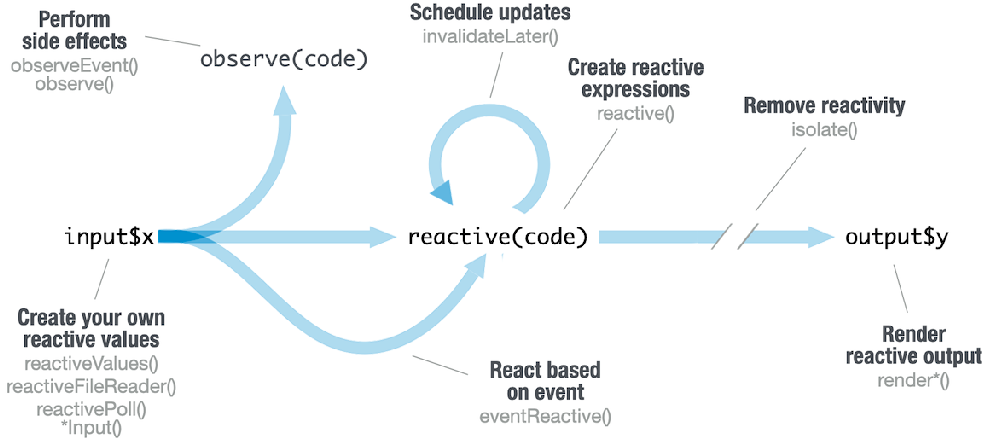 Perform
side effects
observeEvent()
observe()
observe(code)
Schedule updates
invalidateLater()
Create reactive
expressions
reactive()
Remove reactivity
isolate()
input$x
reactive(code)
output$y
Create your own
reactive values
reactiveValues()
reactiveFileReader()
reactivePoll()
*Input()
React based
on event
eventReactive()
Render
reactive output
render*()